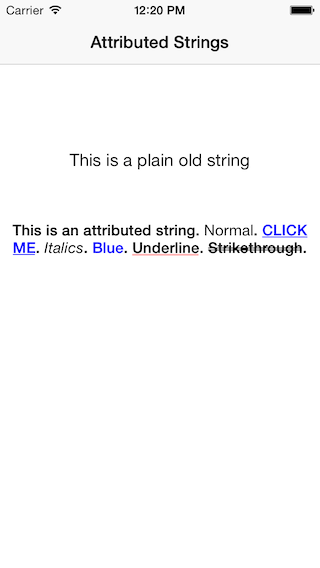 Carrier 12:20 PM
Attributed Strings
This is a plain old string
This is an attributed string. Normal. CLICK
ME. Italics. Blue. Underline. Strikethrough.